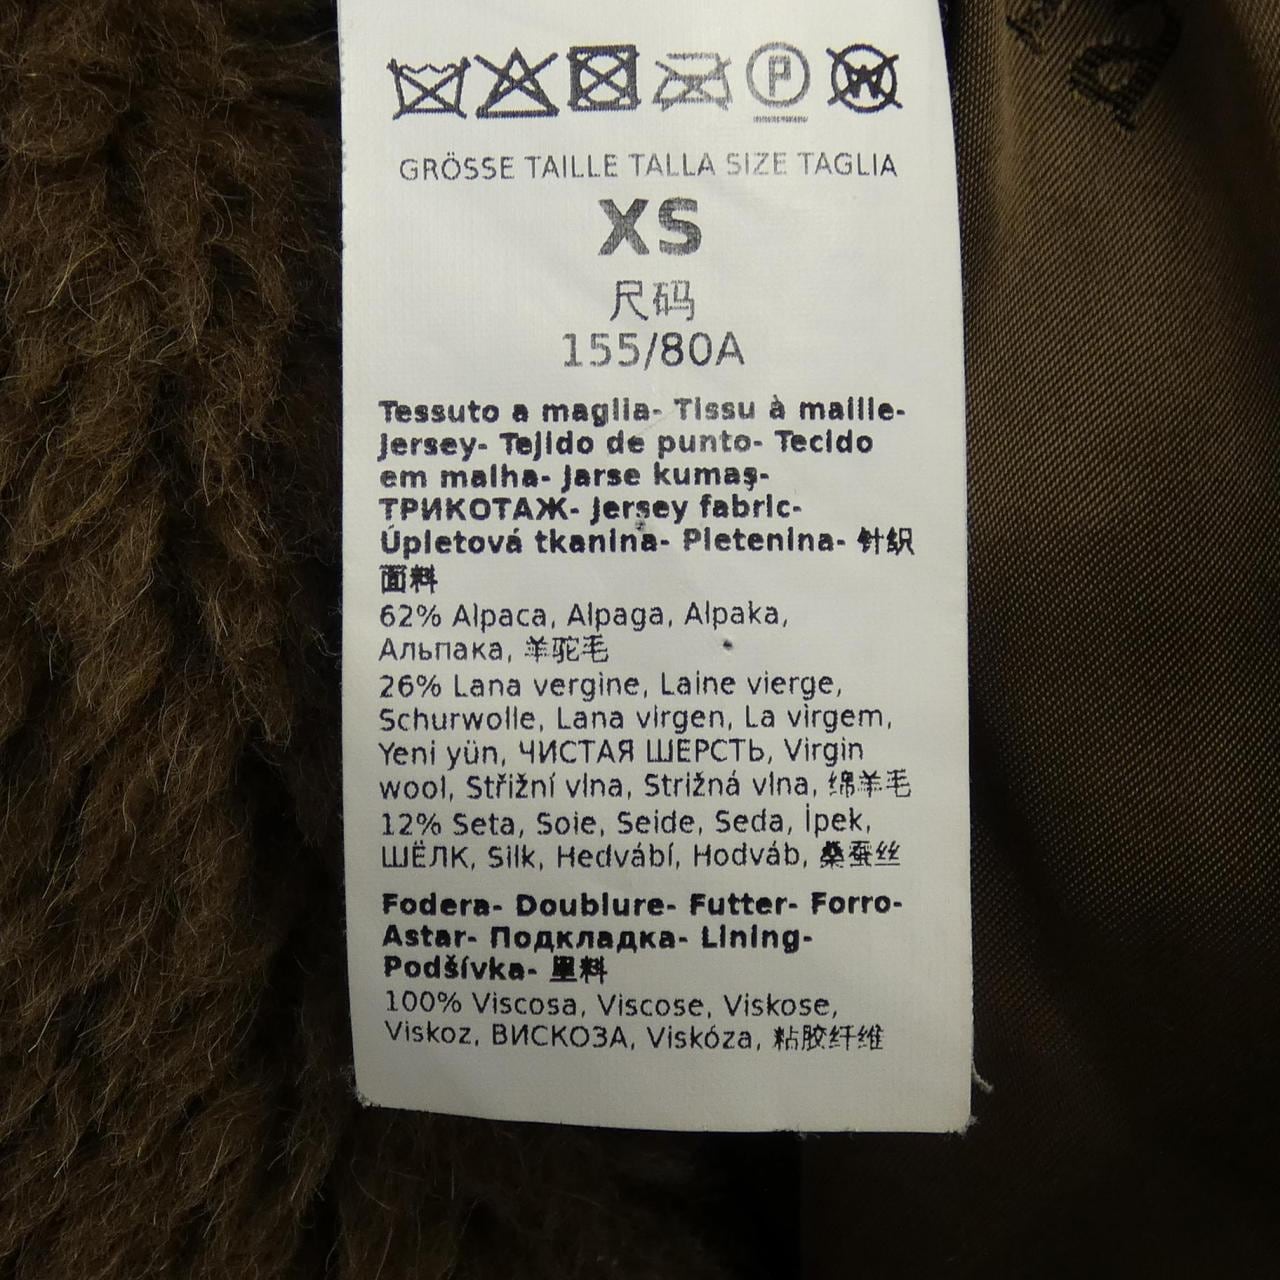 P
W
GRÖSSE TAILLE TALLA SIZE TAGLIA
XS
尺码
155/80A
Tessuto a maglia- Tissu à maille-
Jersey- Tejido de punto- Tecido
em malha- Jarse kumaş-
ТРИКОТАЖ- Jersey fabric-
Úpletová tkanina- Pletenina- 针织
面料
62% Alpaca, Alpaga, Alpaka,
Альпака, 羊驼毛
26% Lana vergine, Laine vierge,
Schurwolle, Lana virgen, La virgem,
Yeni yün, ЧИСТАЯ ШЕРСТЬ, Virgin
wool, Střižní vlna, Strižná vlna, 绵羊毛
12% Seta, Soie, Seide, Seda, İpek,
ШЁЛК, Silk, Hedvábí, Hodváb, 桑蚕丝
Fodera- Doublure- Futter- Forro-
Astar- Подкладка- Lining-
Podšívka- 里料
100% Viscosa, Viscose, Viskose,
Viskoz, ВИСКОЗА, Viskóza, 粘胶纤维